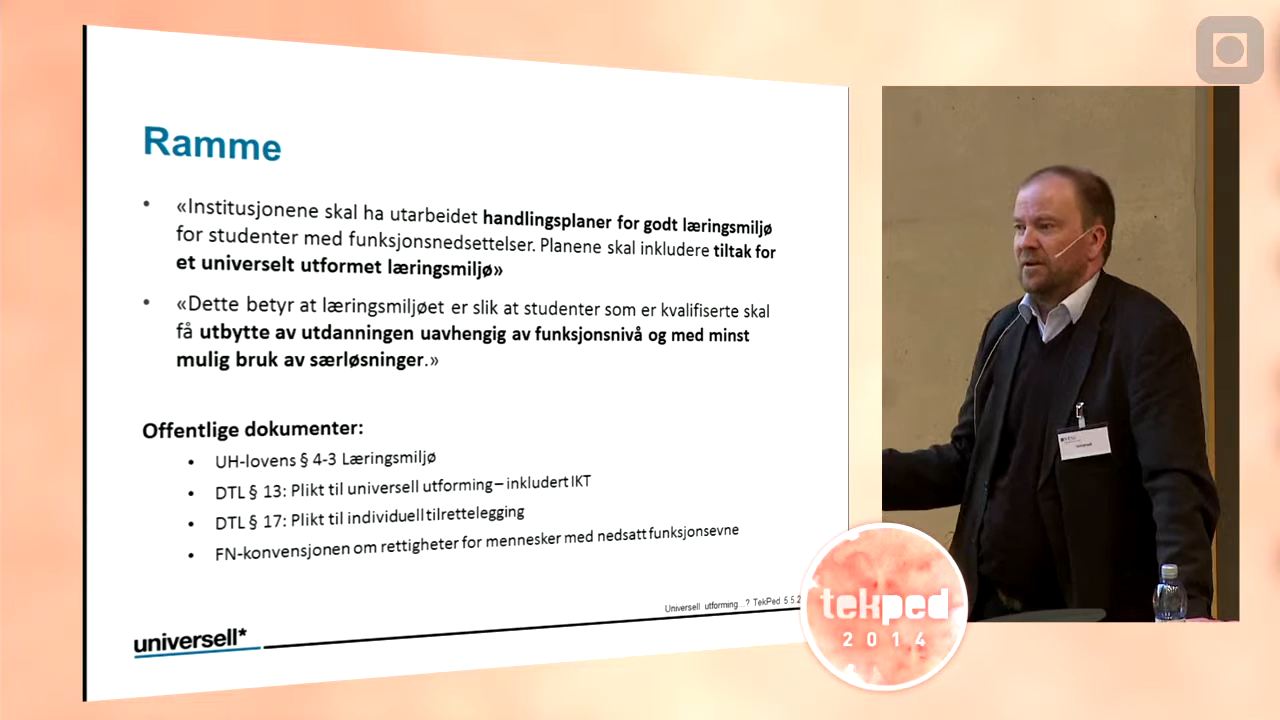 Ramme
• «Institusjonene skal ha utarbeidet handlingsplaner for godt læringsmiljø
for studenter med funksjonsnedsettelser. Planene skal inkludere tiltak for
et universelt utformet læringsmiljø»
• «Dette betyr at læringsmiljøet er slik at studenter som er kvalifiserte skal
få utbytte av utdanningen uavhengig av funksjonsnivå og med minst
mulig bruk av særløsninger.»
Offentlige dokumenter:
• UH-lovens § 4-3 Læringsmiljø
• DTL § 13: Plikt til universell utforming – inkludert IKT
• DTL § 17: Plikt til individuell tilrettelegging
• FN-konvensjonen om rettigheter for mennesker med nedsatt funksjonsevne
Universell utforming...? TekPed 5.5.2
universell*
tekped
2014